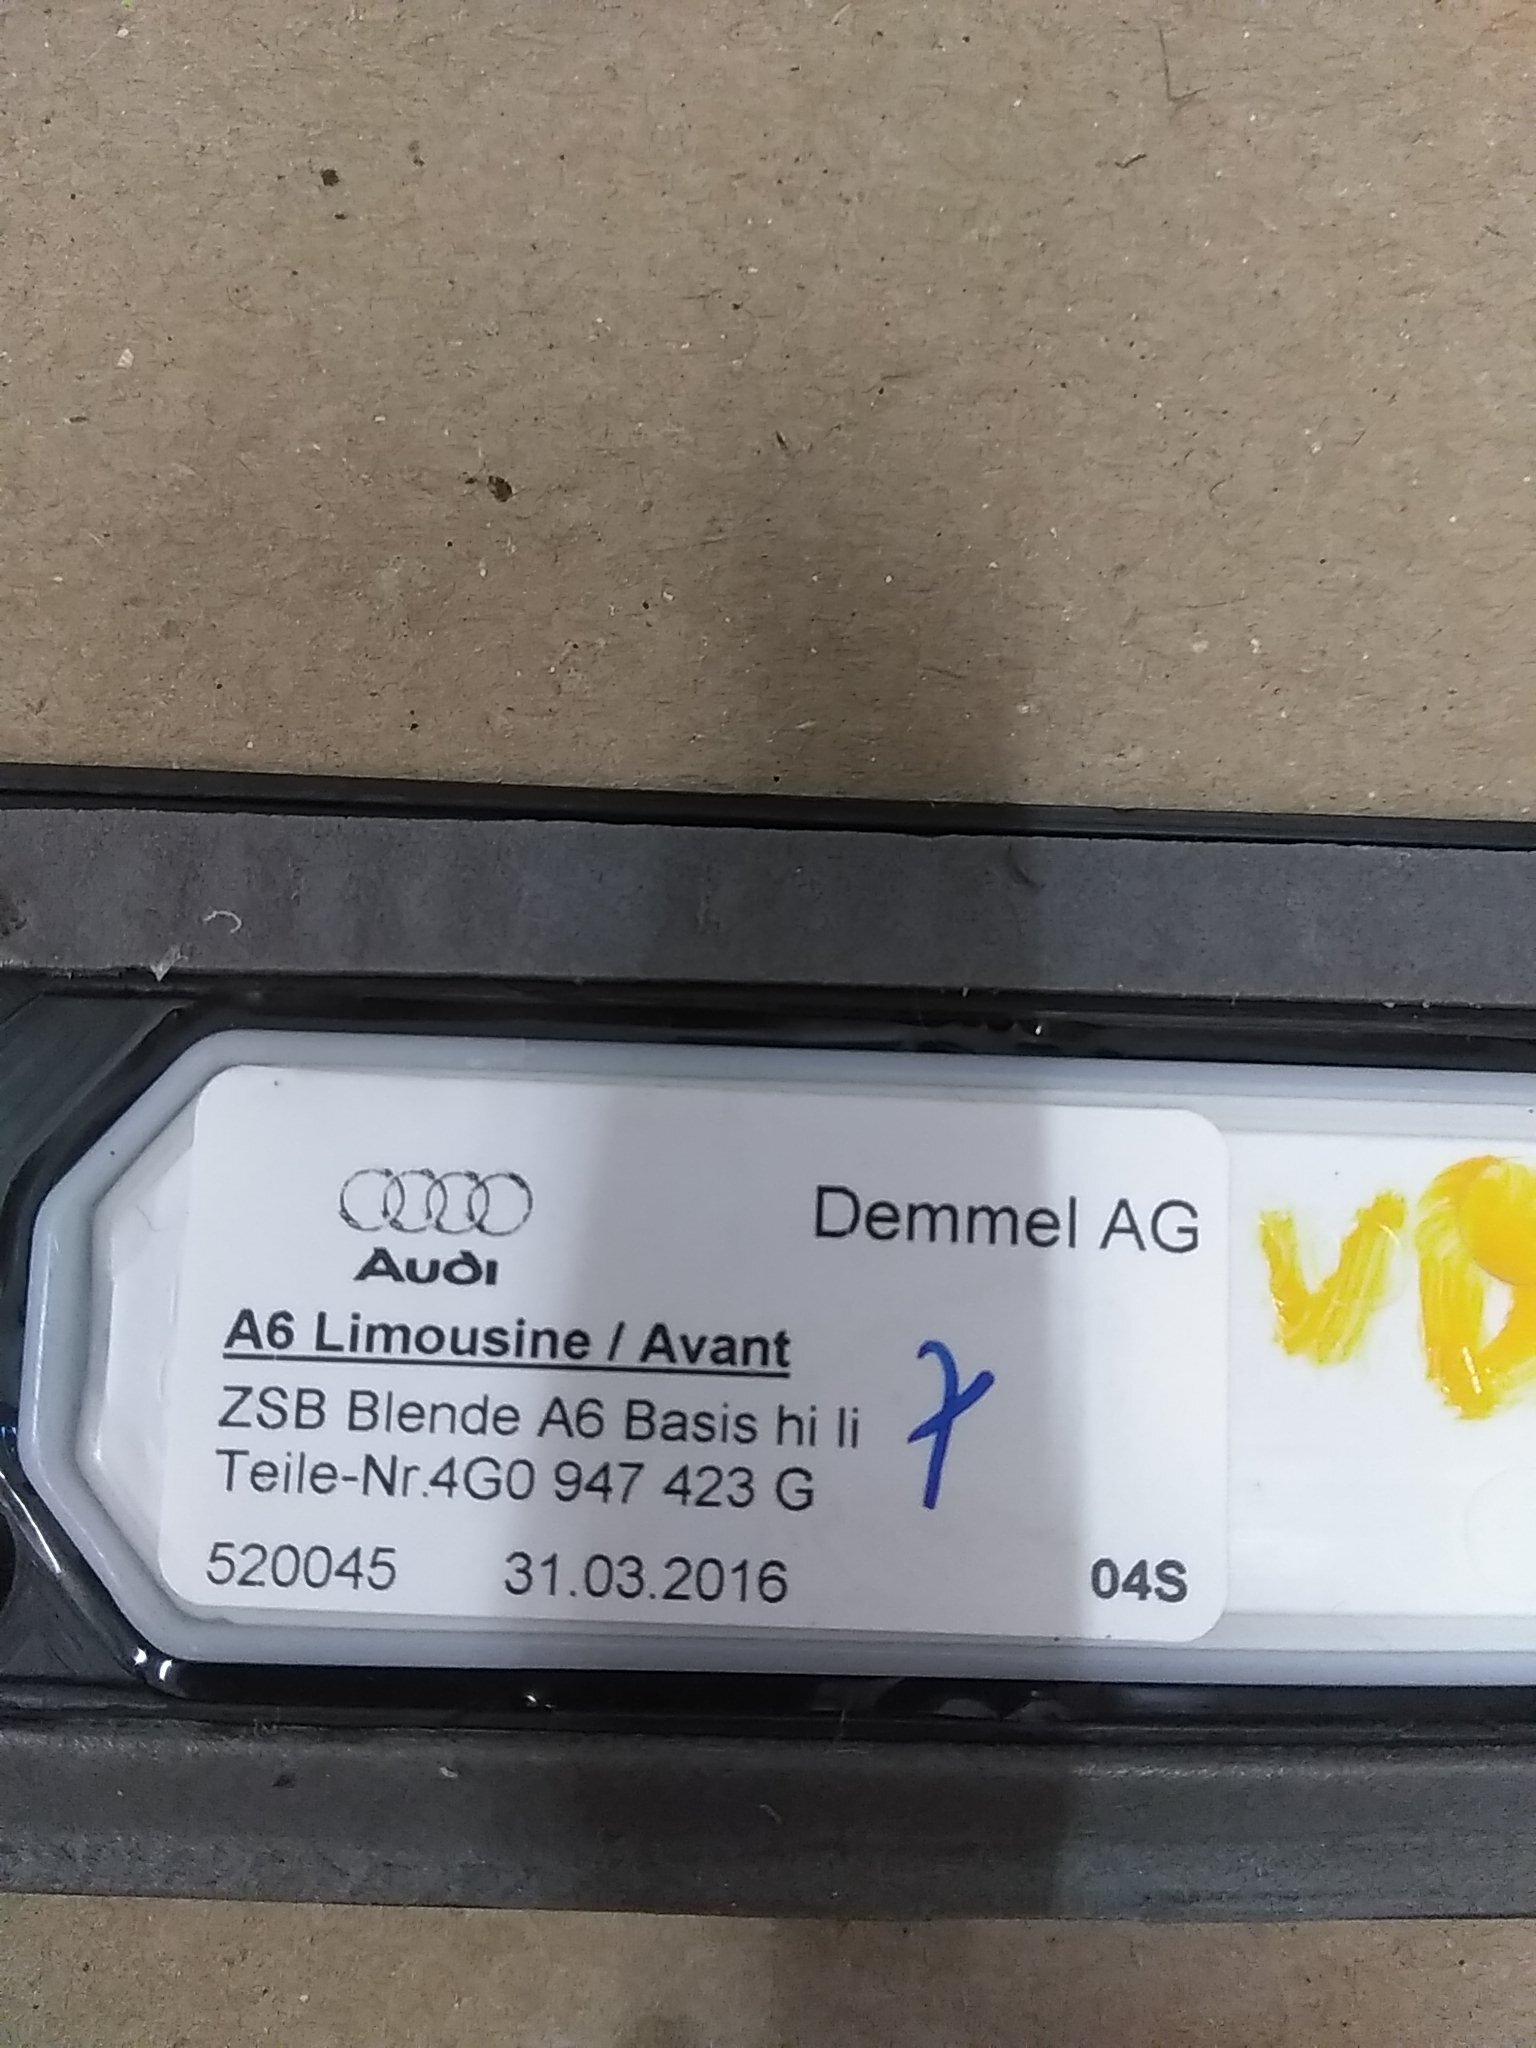 Audi
Demmel AG
A6 Limousine / Avant
ZSB Blende A6 Basis hi li
Teile-Nr.4G0 947 423 G
520045 31.03.2016 04S